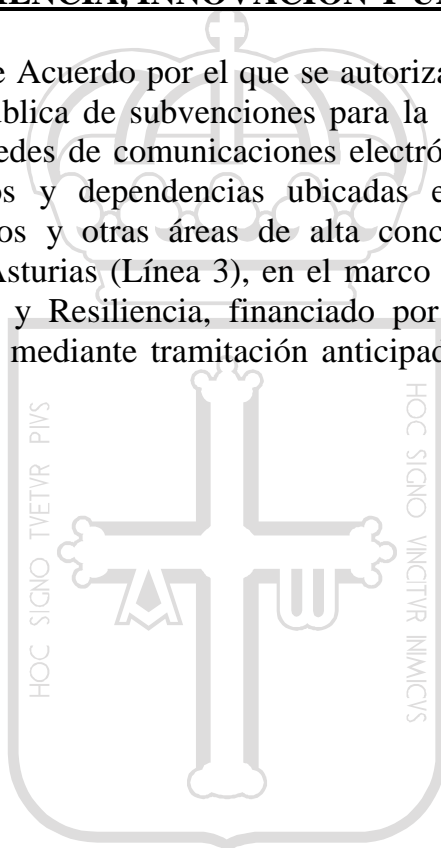 CIENCIA, INNOVACIÓN Y U
e Acuerdo por el que se autoriza
ública de subvenciones para la
edes de comunicaciones electró
os y dependencias ubicadas e
os y otras áreas de alta conc
Asturias (Línea 3), en el marco
y Resiliencia, financiado por
mediante tramitación anticipad
HOC SIGNO TVETVR PIVS
HOC SIGNO VINCITVR INIMICVS